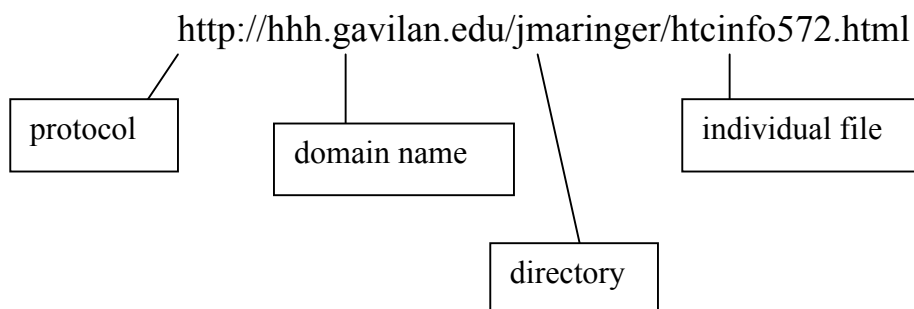 http://hhh.gavilan.edu/jmaringer/htcinfo572.html
protocol
domain name
directory
individual file